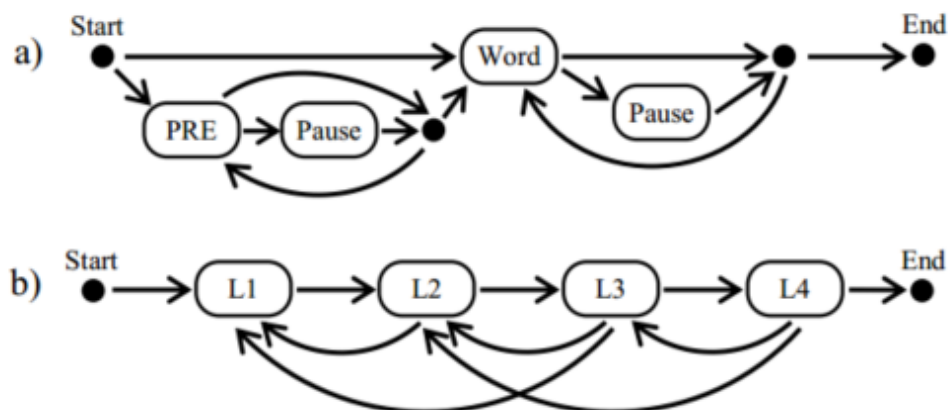 Start End
a) Word
Pause
PRE Pause
Start End
b) L1 L2 L3 L4